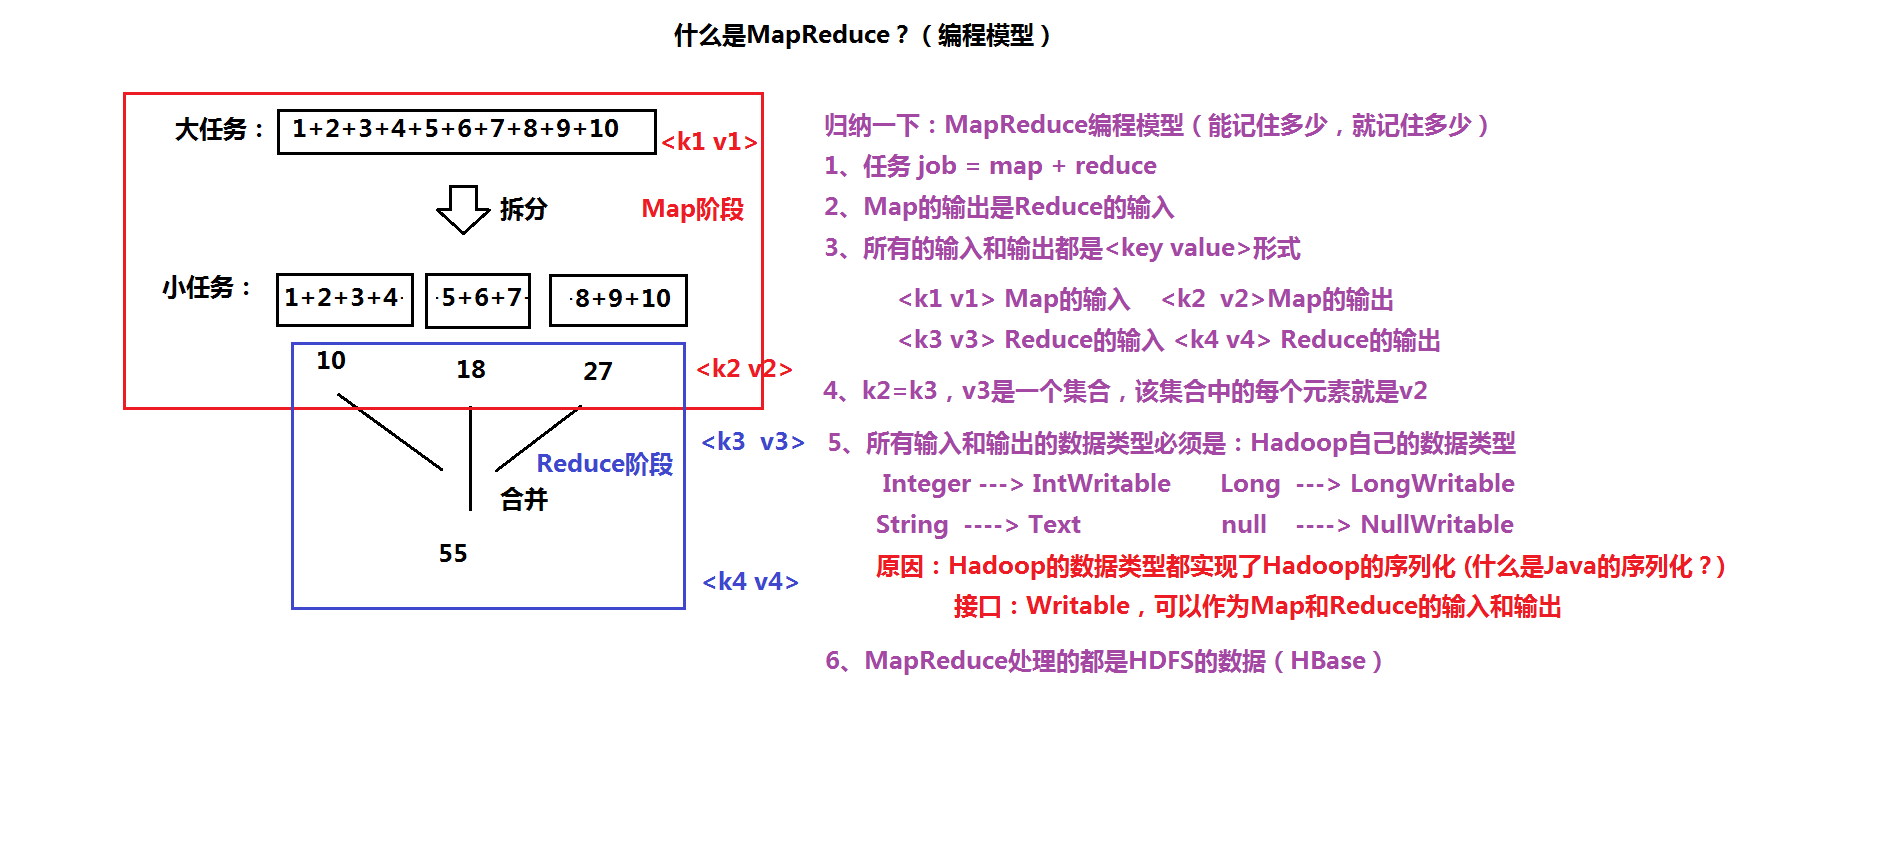 什么是MapReduce？（编程模型）
大任务：
1+2+3+4+5+6+7+8+9+10
<k1 v1>
拆分
Map阶段
小任务：
1+2+3+4
5+6+7
8+9+10
10
18
27
<k2 v2>
<k3  v3>
Reduce阶段
合并
55
<k4 v4>
归纳一下：MapReduce编程模型（能记住多少，就记住多少）
1、任务 job = map + reduce
2、Map的输出是Reduce的输入
3、所有的输入和输出都是<key value>形式
<k1 v1> Map的输入    <k2  v2>Map的输出
<k3 v3> Reduce的输入 <k4 v4> Reduce的输出
4、k2=k3，v3是一个集合，该集合中的每个元素就是v2
5、所有输入和输出的数据类型必须是：Hadoop自己的数据类型
Integer ---> IntWritable      Long  ---> LongWritable
String  ----> Text                 null    ----> NullWritable
原因：Hadoop的数据类型都实现了Hadoop的序列化 (什么是Java的序列化？)
接口：Writable，可以作为Map和Reduce的输入和输出
6、MapReduce处理的都是HDFS的数据（HBase）